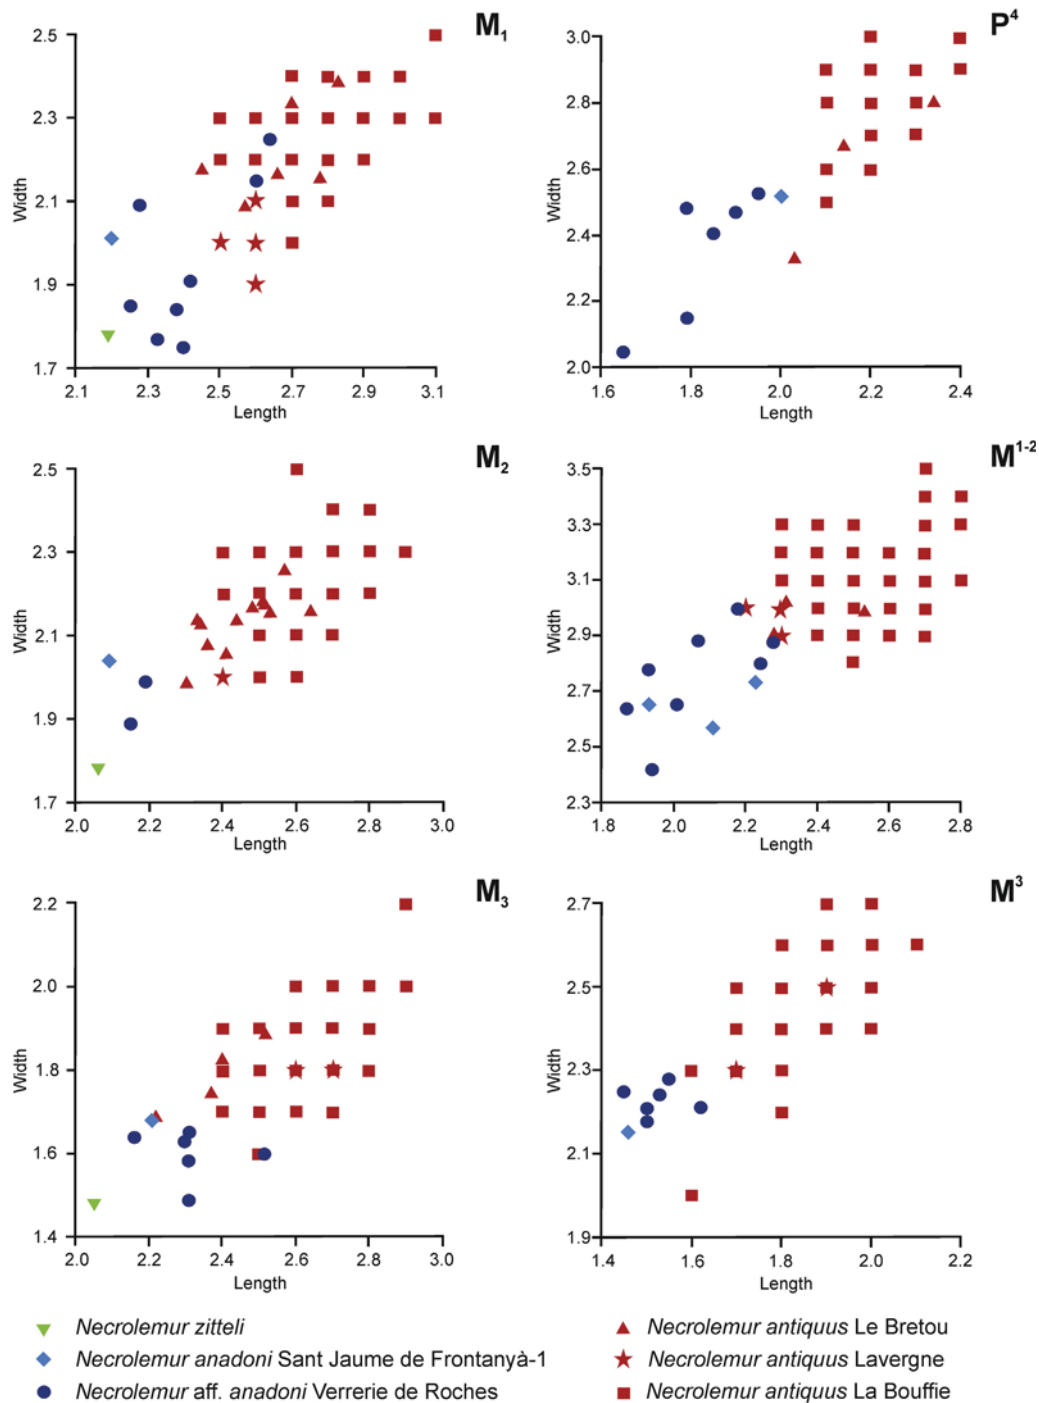 M1
2.5
2.3
2.1
1.9
1.7
Width
2.1 2.3 2.5 2.7 2.9 3.1
Length
P4
3.0
2.8
2.6
2.4
2.2
2.0
Width
1.6 1.8 2.0 2.2 2.4
Length
M2
2.5
2.3
2.1
1.9
1.7
Width
2.0 2.2 2.4 2.6 2.8 3.0
Length
M1-2
3.5
3.3
3.1
2.9
2.7
2.5
2.3
Width
1.8 2.0 2.2 2.4 2.6 2.8
Length
M3
2.2
2.0
1.8
1.6
1.4
Width
2.0 2.2 2.4 2.6 2.8 3.0
Length
M3
2.7
2.5
2.3
2.1
1.9
Width
1.4 1.6 1.8 2.0 2.2
Length
Necrolemur zitteli
Necrolemur anadoni Sant Jaume de Frontanyà-1
Necrolemur aff. anadoni Verrerie de Roches
Necrolemur antiquus Le Bretou
Necrolemur antiquus Lavergne
Necrolemur antiquus La Bouffie